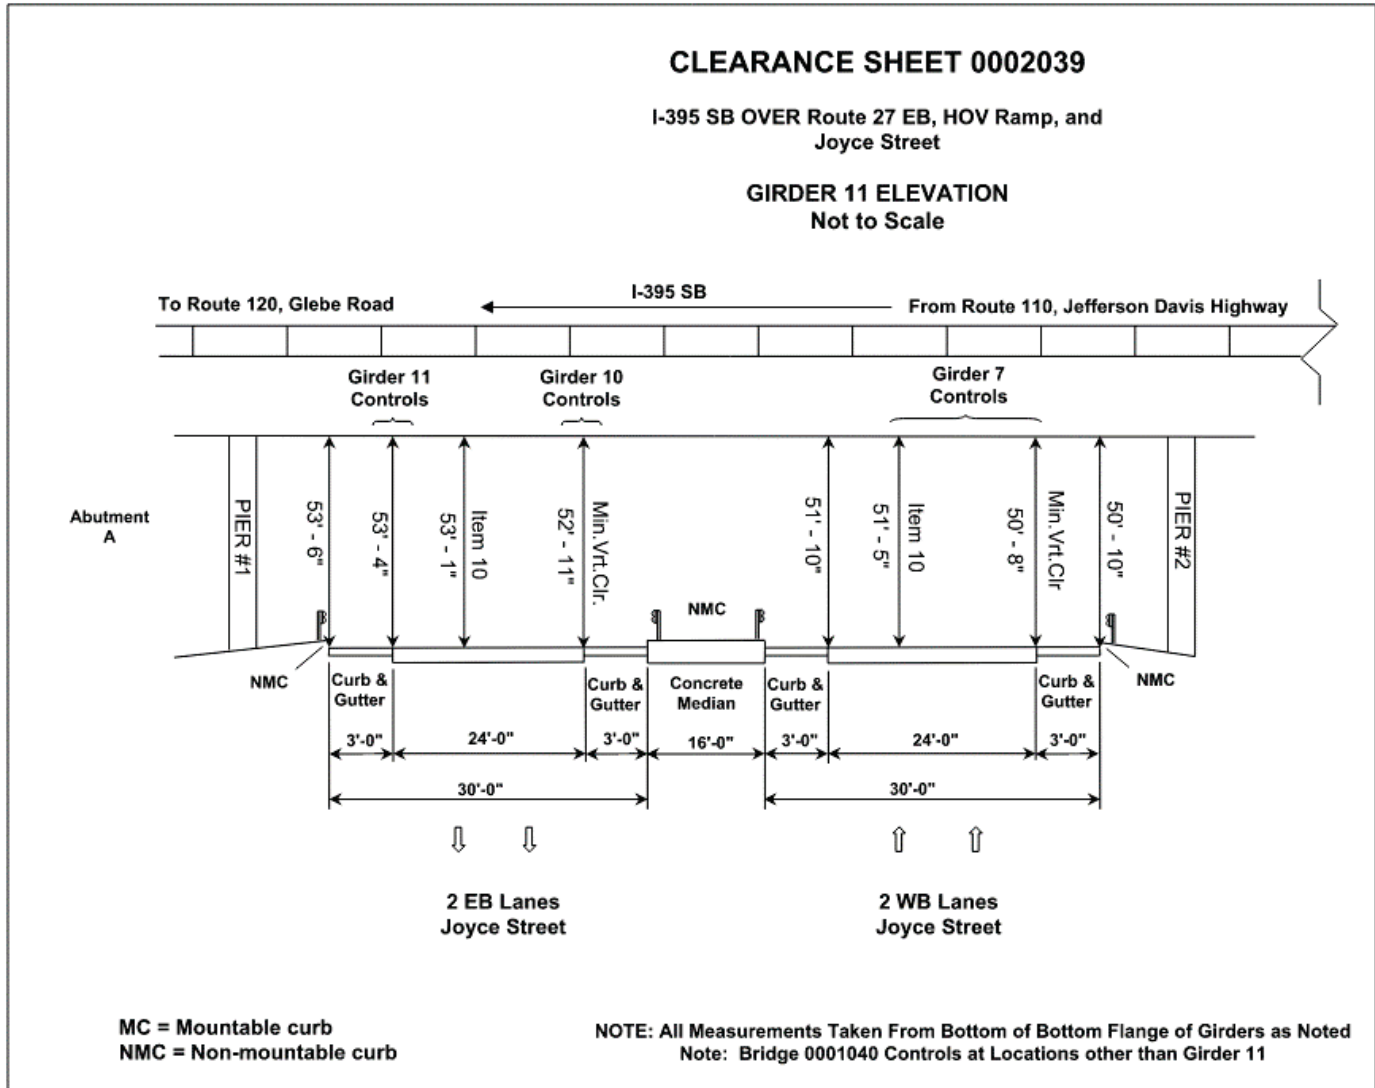 CLEARANCE SHEET 0002039
I-395 SB OVER Route 27 EB, HOV Ramp, and
Joyce Street
GIRDER 11 ELEVATION
Not to Scale
To Route 120, Glebe Road
I-395 SB
From Route 110, Jefferson Davis Highway
Girder 11
Controls
Girder 10
Controls
Girder 7
Controls
Abutment
A
PIER #1
53' - 6"
53' - 4"
53' - 1"
Item 10
52' - 11"
Min.Vrt.Clr.
51' - 10"
51' - 5"
Item 10
50' - 8"
Min.Vrt.Clr
50' - 10"
PIER #2
NMC
NMC
NMC
Curb &
Gutter
Curb &
Gutter
Concrete
Median
Curb &
Gutter
Curb &
Gutter
3'-0"
24'-0"
3'-0"
16'-0"
3'-0"
24'-0"
3'-0"
30'-0"
30'-0"
2 EB Lanes
Joyce Street
2 WB Lanes
Joyce Street
MC = Mountable curb
NMC = Non-mountable curb
NOTE: All Measurements Taken From Bottom of Bottom Flange of Girders as Noted
Note: Bridge 0001040 Controls at Locations other than Girder 11